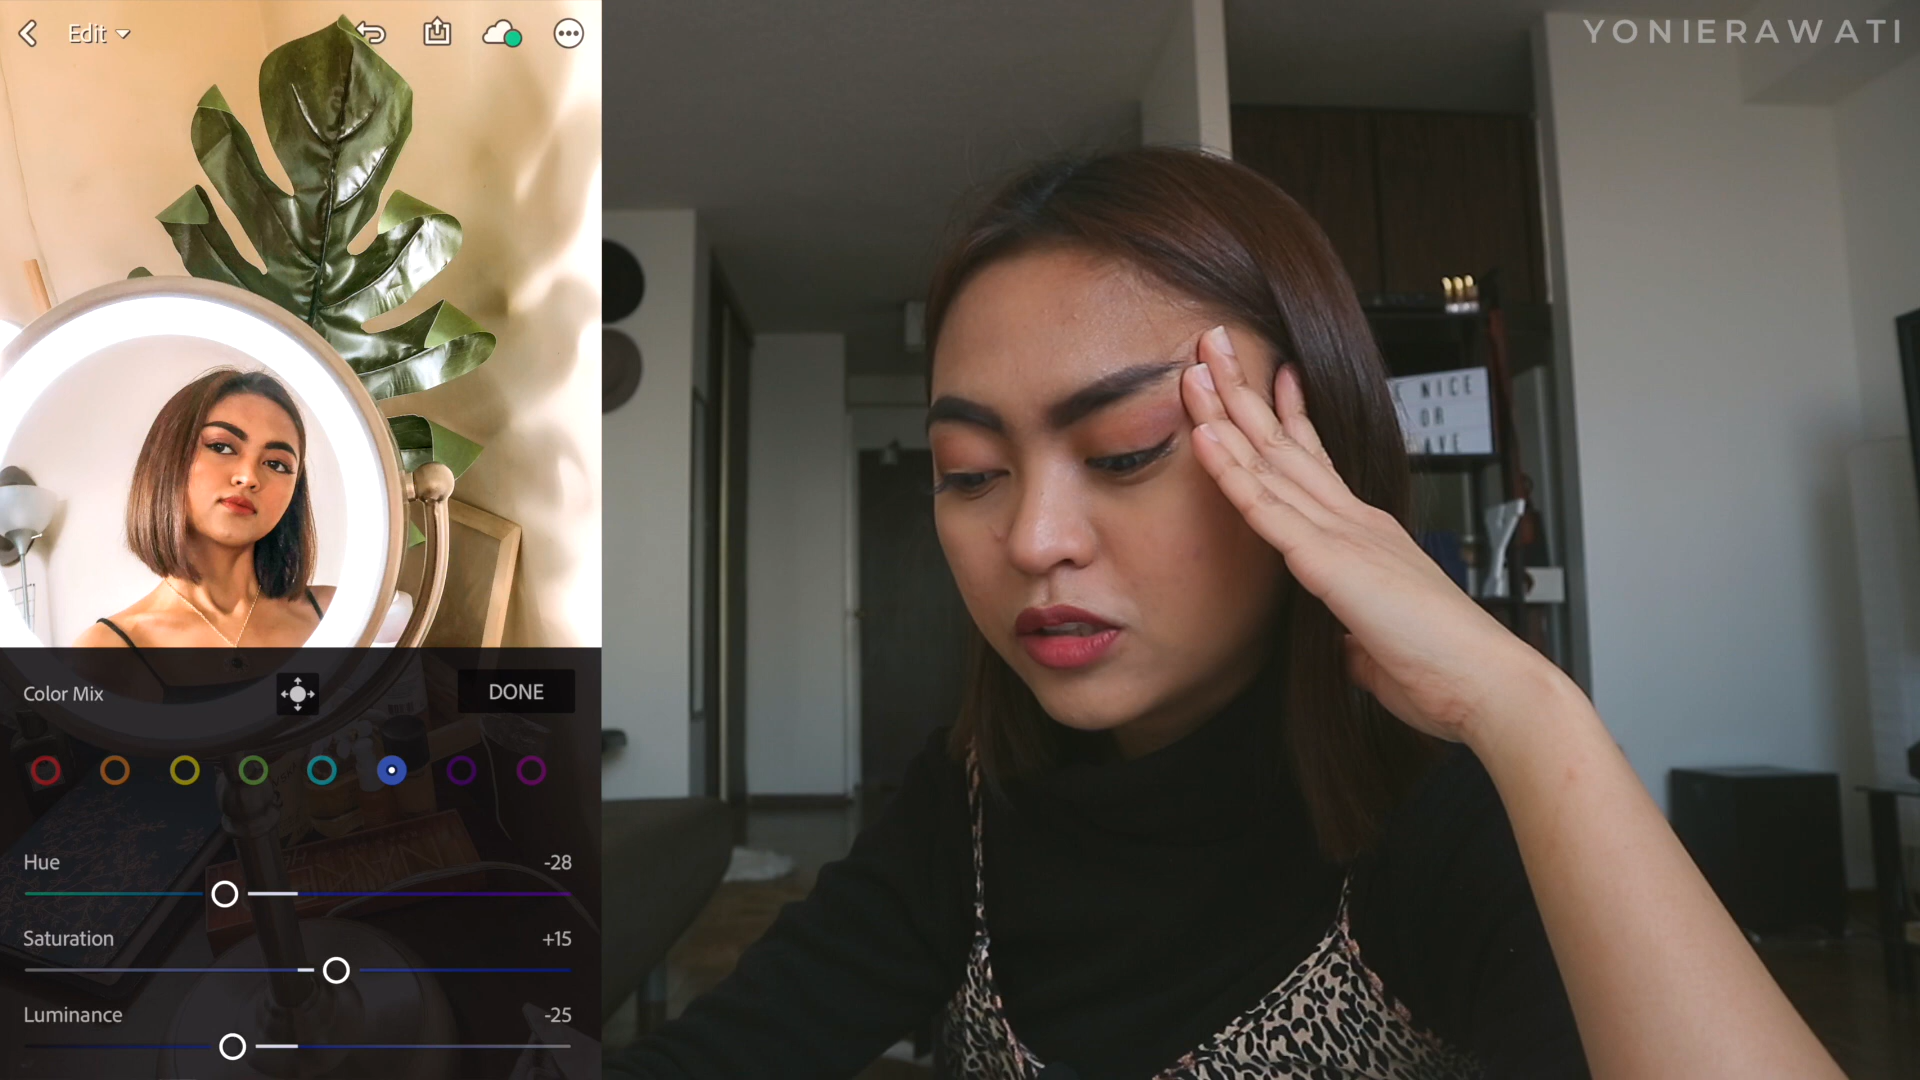 Edit
YONIERAWATI
NICE
OR
Color Mix
DONE
Hue
-28
Saturation
+15
Luminance
-25